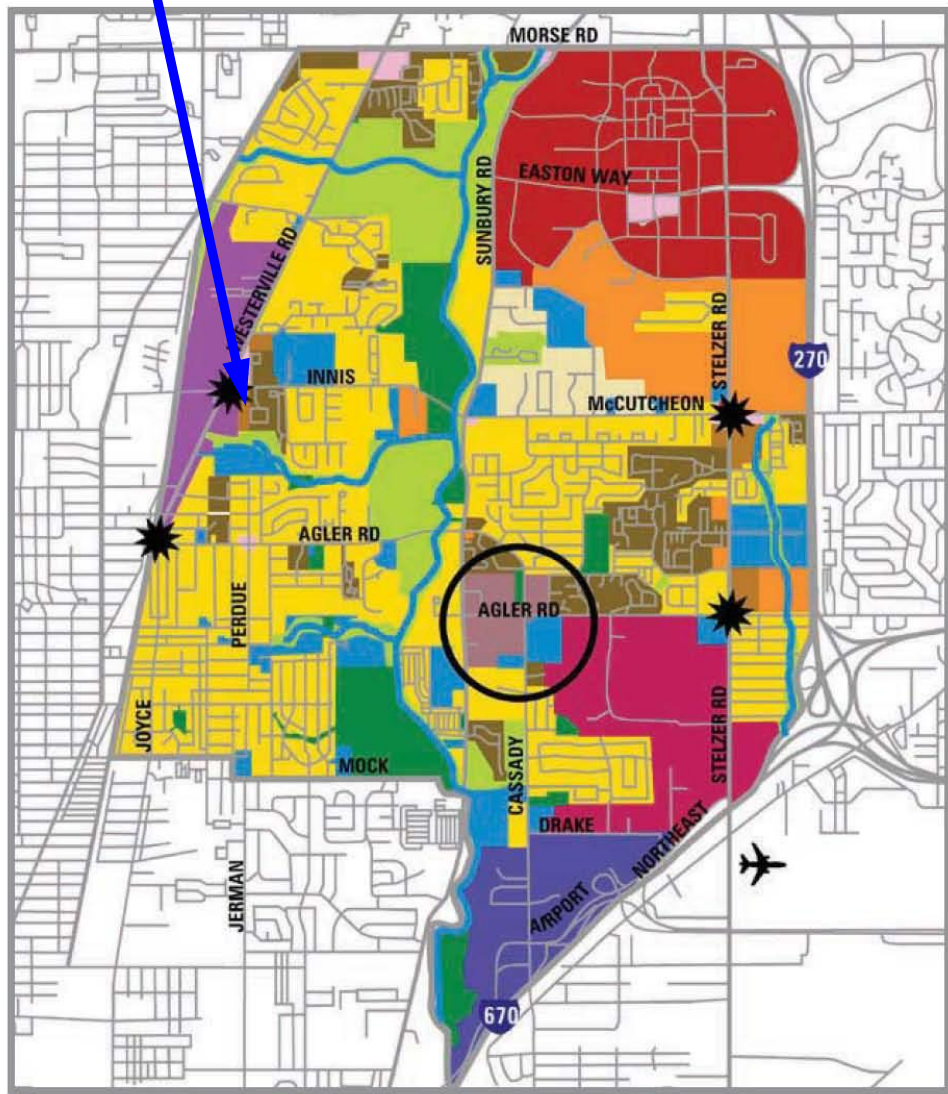 MORSE RD
EASTON WAY
SUNBURY RD
WESTERVILLE RD
STELZER RD
270
INNIS
McCUTCHEON
AGLER RD
AGLER RD
PERDUE
JOYCE
STELZER RD
MOCK
CASSADY
DRAKE
NORTHEAST
AIRPORT
JERMAN
670